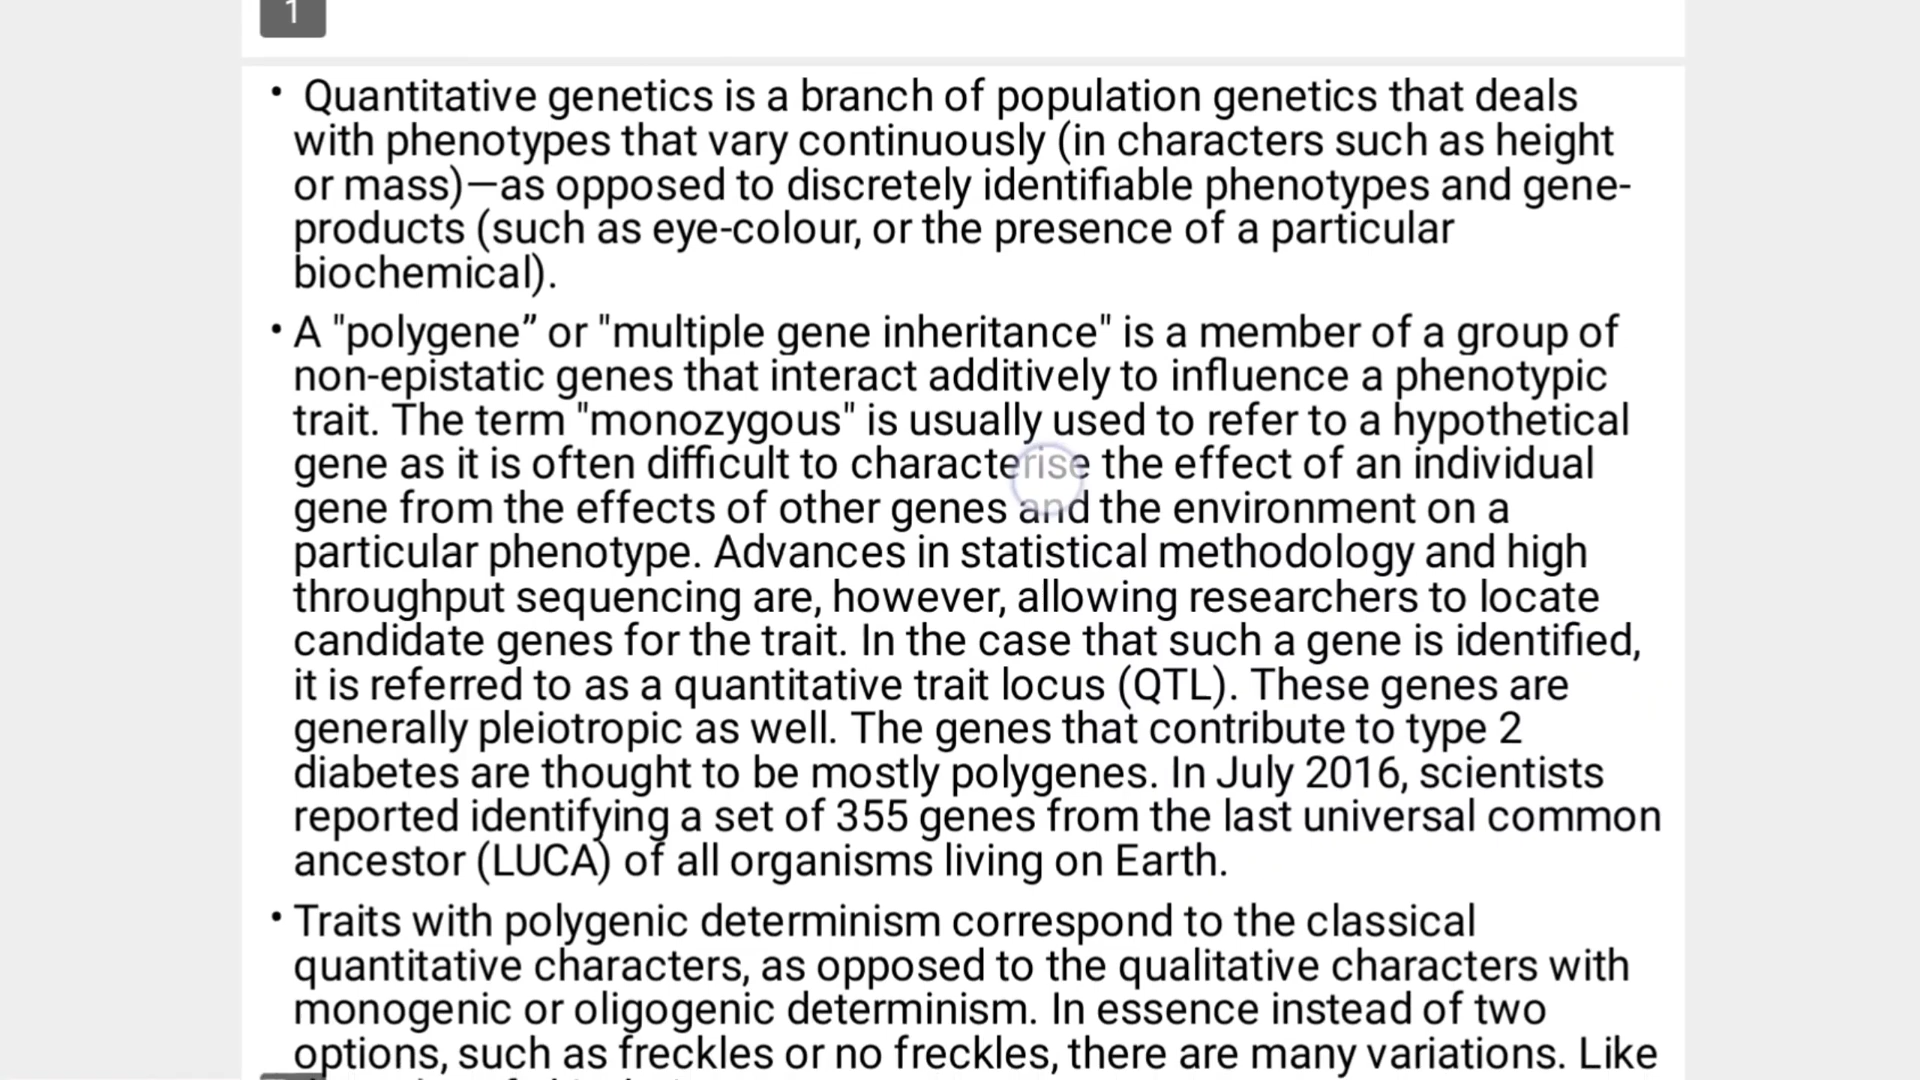 1
• Quantitative genetics is a branch of population genetics that deals
with phenotypes that vary continuously (in characters such as height
or mass)—as opposed to discretely identifiable phenotypes and gene-
products (such as eye-colour, or the presence of a particular
biochemical).
• A "polygene” or "multiple gene inheritance" is a member of a group of
non-epistatic genes that interact additively to influence a phenotypic
trait. The term "monozygous" is usually used to refer to a hypothetical
gene as it is often difficult to characterise the effect of an individual
gene from the effects of other genes and the environment on a
particular phenotype. Advances in statistical methodology and high
throughput sequencing are, however, allowing researchers to locate
candidate genes for the trait. In the case that such a gene is identified,
it is referred to as a quantitative trait locus (QTL). These genes are
generally pleiotropic as well. The genes that contribute to type 2
diabetes are thought to be mostly polygenes. In July 2016, scientists
reported identifying a set of 355 genes from the last universal common
ancestor (LUCA) of all organisms living on Earth.
• Traits with polygenic determinism correspond to the classical
quantitative characters, as opposed to the qualitative characters with
monogenic or oligogenic determinism. In essence instead of two
options, such as freckles or no freckles, there are many variations. Like